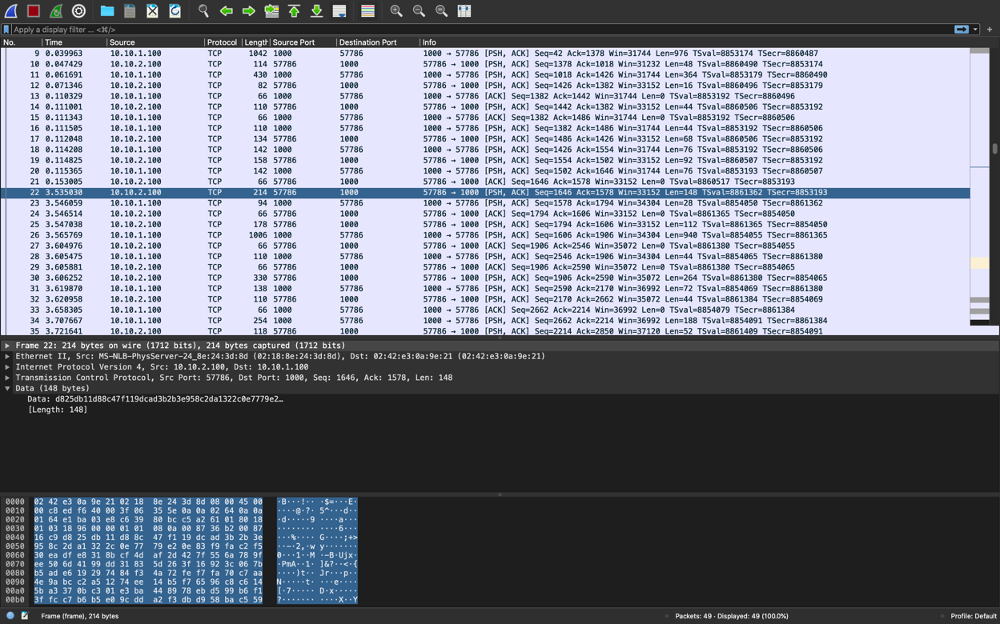 Apply a display filter ... <⌘/>
No. Time Source Protocol Length Source Port Destination Port Info
9 0.039963 10.10.1.100 TCP 1042 1000 57786 1000 → 57786 [PSH, ACK] Seq=42 Ack=1378 Win=31744 Len=976 TSval=8853174 TSecr=8860487
10 0.047429 10.10.2.100 TCP 114 57786 1000 57786 → 1000 [PSH, ACK] Seq=1378 Ack=1018 Win=31232 Len=48 TSval=8860490 TSecr=8853174
11 0.061691 10.10.1.100 TCP 430 1000 57786 1000 → 57786 [PSH, ACK] Seq=1018 Ack=1426 Win=31744 Len=364 TSval=8853179 TSecr=8860490
12 0.071346 10.10.2.100 TCP 82 57786 1000 57786 → 1000 [PSH, ACK] Seq=1426 Ack=1382 Win=33152 Len=16 TSval=8860496 TSecr=8853179
13 0.110329 10.10.1.100 TCP 66 1000 57786 1000 → 57786 [ACK] Seq=1382 Ack=1442 Win=31744 Len=0 TSval=8853192 TSecr=8860496
14 0.111001 10.10.2.100 TCP 110 57786 1000 57786 → 1000 [PSH, ACK] Seq=1442 Ack=1382 Win=33152 Len=44 TSval=8860506 TSecr=8853192
15 0.111343 10.10.1.100 TCP 66 1000 57786 1000 → 57786 [ACK] Seq=1382 Ack=1486 Win=31744 Len=0 TSval=8853192 TSecr=8860506
16 0.111505 10.10.1.100 TCP 110 1000 57786 1000 → 57786 [PSH, ACK] Seq=1382 Ack=1486 Win=31744 Len=44 TSval=8853192 TSecr=8860506
17 0.112048 10.10.2.100 TCP 134 57786 1000 57786 → 1000 [PSH, ACK] Seq=1486 Ack=1426 Win=33152 Len=68 TSval=8860506 TSecr=8853192
18 0.114208 10.10.1.100 TCP 142 1000 57786 1000 → 57786 [PSH, ACK] Seq=1426 Ack=1554 Win=31744 Len=76 TSval=8853192 TSecr=8860506
19 0.114825 10.10.2.100 TCP 158 57786 1000 57786 → 1000 [PSH, ACK] Seq=1554 Ack=1502 Win=33152 Len=92 TSval=8860507 TSecr=8853192
20 0.115365 10.10.1.100 TCP 142 1000 57786 1000 → 57786 [PSH, ACK] Seq=1502 Ack=1646 Win=31744 Len=76 TSval=8853193 TSecr=8860507
21 0.153005 10.10.2.100 TCP 66 57786 1000 57786 → 1000 [ACK] Seq=1646 Ack=1578 Win=33152 Len=0 TSval=8860517 TSecr=8853193
22 3.535030 10.10.2.100 TCP 214 57786 1000 57786 → 1000 [PSH, ACK] Seq=1646 Ack=1578 Win=33152 Len=148 TSval=8861362 TSecr=8853193
23 3.546059 10.10.1.100 TCP 94 1000 57786 1000 → 57786 [PSH, ACK] Seq=1578 Ack=1794 Win=34304 Len=28 TSval=8854050 TSecr=8861362
24 3.546514 10.10.2.100 TCP 66 57786 1000 57786 → 1000 [ACK] Seq=1794 Ack=1606 Win=33152 Len=0 TSval=8861365 TSecr=8854050
25 3.547038 10.10.2.100 TCP 178 57786 1000 57786 → 1000 [PSH, ACK] Seq=1794 Ack=1606 Win=33152 Len=112 TSval=8861365 TSecr=8854050
26 3.565769 10.10.1.100 TCP 1006 1000 57786 1000 → 57786 [PSH, ACK] Seq=1606 Ack=1906 Win=34304 Len=940 TSval=8854055 TSecr=8861365
27 3.604976 10.10.2.100 TCP 66 57786 1000 57786 → 1000 [ACK] Seq=1906 Ack=2546 Win=35072 Len=0 TSval=8861380 TSecr=8854055
28 3.605475 10.10.1.100 TCP 110 1000 57786 1000 → 57786 [PSH, ACK] Seq=2546 Ack=1906 Win=34304 Len=44 TSval=8854065 TSecr=8861380
29 3.605881 10.10.2.100 TCP 66 57786 1000 57786 → 1000 [ACK] Seq=1906 Ack=2590 Win=35072 Len=0 TSval=8861380 TSecr=8854065
30 3.606252 10.10.2.100 TCP 330 57786 1000 57786 → 1000 [PSH, ACK] Seq=1906 Ack=2590 Win=35072 Len=264 TSval=8861380 TSecr=8854065
31 3.619870 10.10.1.100 TCP 138 1000 57786 1000 → 57786 [PSH, ACK] Seq=2590 Ack=2170 Win=36992 Len=72 TSval=8854069 TSecr=8861380
32 3.620958 10.10.2.100 TCP 110 57786 1000 57786 → 1000 [PSH, ACK] Seq=2170 Ack=2662 Win=35072 Len=44 TSval=8861384 TSecr=8854069
33 3.658305 10.10.1.100 TCP 66 1000 57786 1000 → 57786 [ACK] Seq=2662 Ack=2214 Win=36992 Len=0 TSval=8854079 TSecr=8861384
34 3.707667 10.10.1.100 TCP 254 1000 57786 1000 → 57786 [PSH, ACK] Seq=2662 Ack=2214 Win=36992 Len=188 TSval=8854091 TSecr=8861384
35 3.721641 10.10.2.100 TCP 118 57786 1000 57786 → 1000 [PSH, ACK] Seq=2214 Ack=2850 Win=37120 Len=52 TSval=8861409 TSecr=8854091
Frame 22: 214 bytes on wire (1712 bits), 214 bytes captured (1712 bits)
Ethernet II, Src: MS-NLB-PhysServer-24_8e:24:3d:8d (02:18:8e:24:3d:8d), Dst: 02:42:e3:0a:9e:21 (02:42:e3:0a:9e:21)
Internet Protocol Version 4, Src: 10.10.2.100, Dst: 10.10.1.100
Transmission Control Protocol, Src Port: 57786, Dst Port: 1000, Seq: 1646, Ack: 1578, Len: 148
Data (148 bytes)
Data: d825db11d88c47f119dcad3b2b3e958c2da1322c0e7779e2…
[Length: 148]
0000 02 42 e3 0a 9e 21 02 18 8e 24 3d 8d 08 00 45 00 ·B···!·· ·$=···E·
0010 00 c8 ed f6 40 00 3f 06 35 5e 0a 0a 02 64 0a 0a ····@·?· 5^···d··
0020 01 64 e1 ba 03 e8 c6 39 80 bc c5 a2 61 01 80 18 ·d·····9 ····a···
0030 01 03 18 96 00 00 01 01 08 0a 00 87 36 b2 00 87 ········ ····6···
0040 16 c9 d8 25 db 11 d8 8c 47 f1 19 dc ad 3b 2b 3e ···%···· G····;+>
0050 95 8c 2d a1 32 2c 0e 77 79 e2 0e 83 f9 fa c2 f5 ··-·2,·w y·······
0060 30 ea df e8 31 8b cf 4d af 2d 42 7f 55 6a 78 9f 0···1··M ·-B·Ujx·
0070 ee 50 6d 41 99 dd 31 83 5d 26 3f 16 92 3c 06 7b ·PmA··1· ]&?··<·{
0080 b5 ad e6 19 29 74 84 f3 4a 72 fe f7 fa 70 c7 aa ····)t·· Jr···p··
0090 4e 9a bc c2 a5 12 74 ee 14 b5 f7 65 96 c8 c6 14 N·····t· ···e····
00a0 5b a3 37 0b c3 01 e3 ba 44 89 78 eb d5 99 b6 f1 [·7····· D·x·····
00b0 3f fc c7 b6 b5 e0 9c dd a2 f3 db d9 58 ba c5 59 ?······· ····X··Y
Frame (frame), 214 bytes Packets: 49 · Displayed: 49 (100.0%) Profile: Default